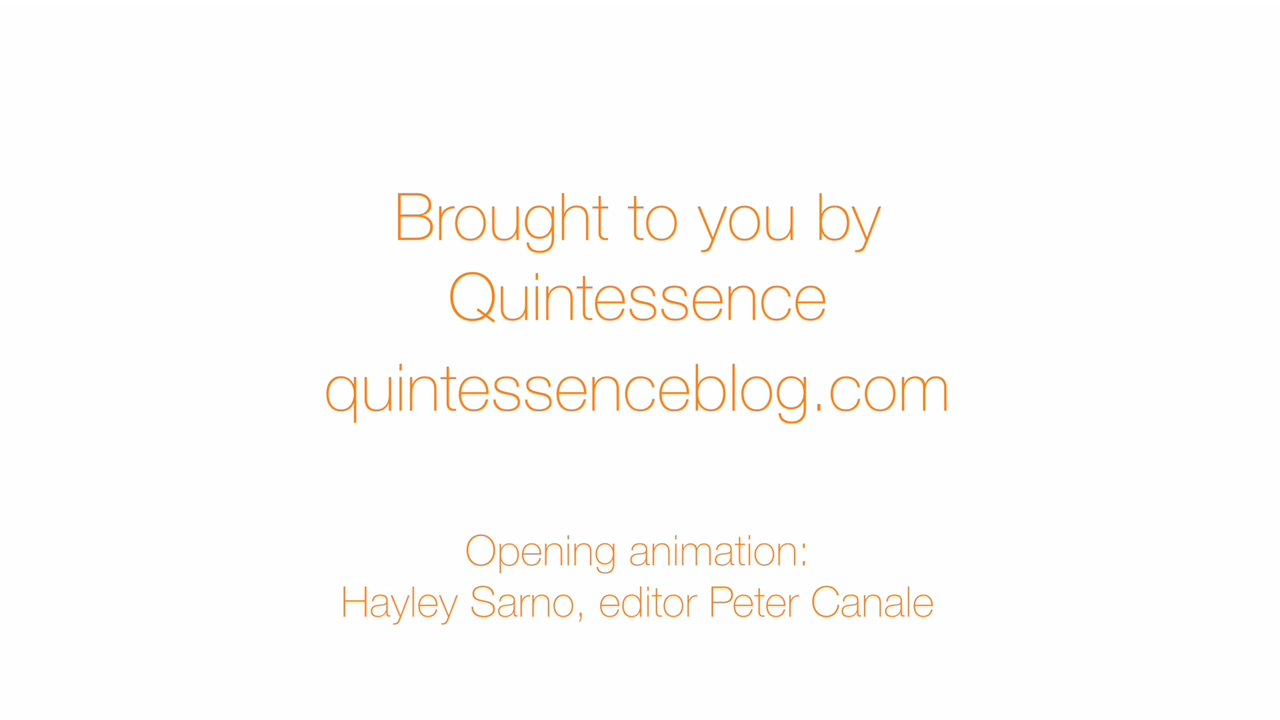 Brought to you by
Quintessence
quintessenceblog.com
Opening animation:
Hayley Sarno, editor Peter Canale